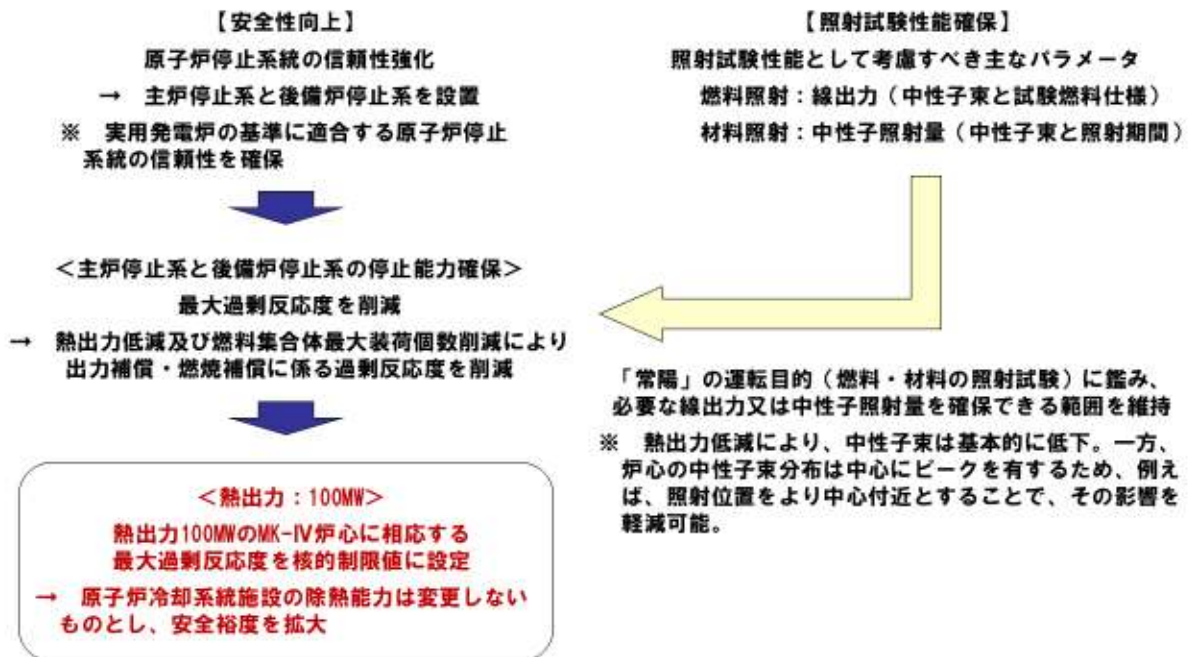 【安全性向上】
原子炉停止系統の信頼性強化
→ 主炉停止系と後備炉停止系を設置
※ 実用発電炉の基準に適合する原子炉停止
系統の信頼性を確保
<主炉停止系と後備炉停止系の停止能力確保>
最大過剰反応度を削減
→ 熱出力低減及び燃料集合体最大装荷個数削減により
出力補償・燃焼補償に係る過剰反応度を削減
<熱出力:100MW>
熱出力100MWのMK-Ⅳ炉心に相応する
最大過剰反応度を核的制限値に設定
→ 原子炉冷却系統施設の除熱能力は変更しない
ものとし、安全裕度を拡大
【照射試験性能確保】
照射試験性能として考慮すべき主なパラメータ
燃料照射:線出力(中性子束と試験燃料仕様)
材料照射:中性子照射量(中性子束と照射期間)
「常陽」の運転目的(燃料・材料の照射試験)に鑑み、
必要な線出力又は中性子照射量を確保できる範囲を維持
※ 熱出力低減により、中性子束は基本的に低下。一方、
炉心の中性子束分布は中心にピークを有するため、例え
ば、照射位置をより中心付近とすることで、その影響を
軽減可能。